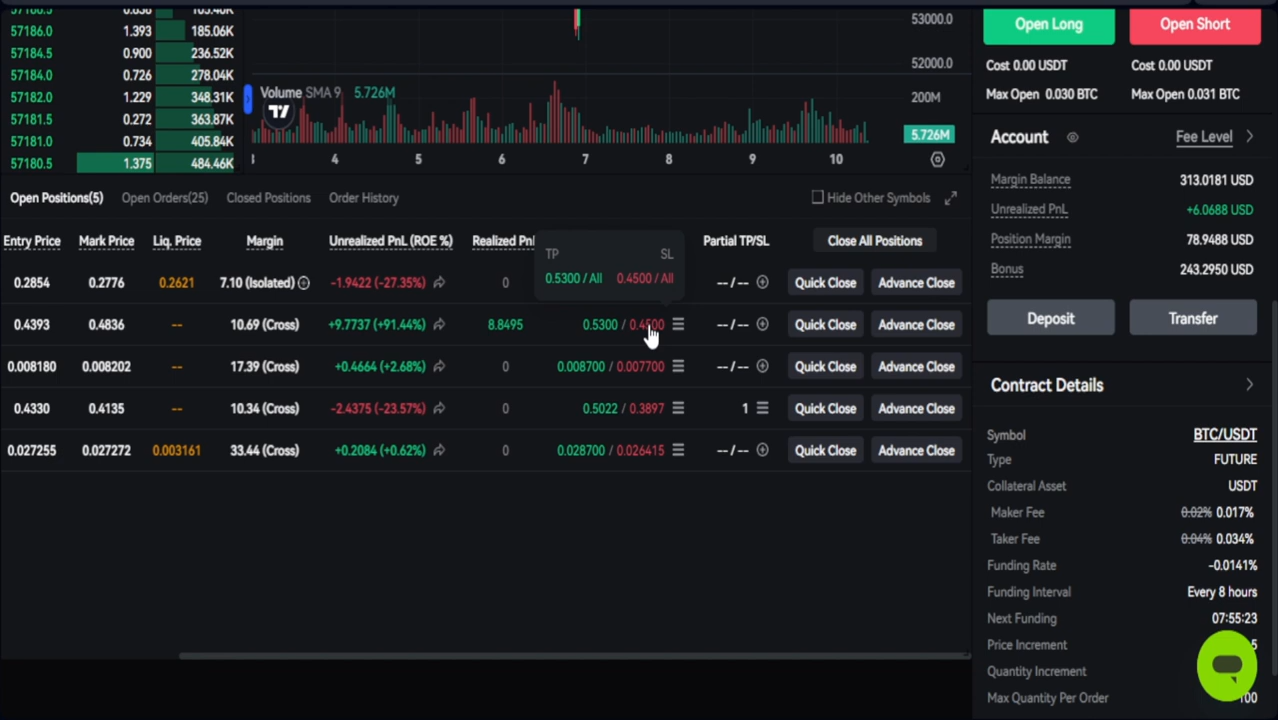 57186.0 1.393 185.06K
57184.5 0.900 236.52K
57184.0 0.726 278.04K
57182.0 1.229 348.31K
57181.5 0.272 363.87K
57181.0 0.734 405.84K
57180.5 1.375 484.46K
53000.0
52000.0
Volume SMA 9 5.726M
200M
5.726M
3 4 5 6 7 8 9 10
Open Positions(5) Open Orders(25) Closed Positions Order History
Hide Other Symbols
Entry Price Mark Price Liq. Price Margin Unrealized PnL (ROE %) Realized PnL Partial TP/SL Close All Positions
TP SL
0.5300 / All 0.4500 / All
0.2854 0.2776 0.2621 7.10 (Isolated) -1.9422 (-27.35%) 0 --/-- Quick Close Advance Close
0.4393 0.4836 -- 10.69 (Cross) +9.7737 (+91.44%) 8.8495 0.5300 / 0.4500 --/-- Quick Close Advance Close
0.008180 0.008202 -- 17.39 (Cross) +0.4664 (+2.68%) 0 0.008700 / 0.007700 --/-- Quick Close Advance Close
0.4330 0.4135 -- 10.34 (Cross) -2.4375 (-23.57%) 0 0.5022 / 0.3897 1 Quick Close Advance Close
0.027255 0.027272 0.003161 33.44 (Cross) +0.2084 (+0.62%) 0 0.028700 / 0.026415 --/-- Quick Close Advance Close
Open Long Open Short
Cost 0.00 USDT Cost 0.00 USDT
Max Open 0.030 BTC Max Open 0.031 BTC
Account Fee Level
Margin Balance 313.0181 USD
Unrealized PnL +6.0688 USD
Position Margin 78.9488 USD
Bonus 243.2950 USD
Deposit Transfer
Contract Details
Symbol BTC/USDT
Type FUTURE
Collateral Asset USDT
Maker Fee 0.02% 0.017%
Taker Fee 0.04% 0.034%
Funding Rate -0.0141%
Funding Interval Every 8 hours
Next Funding 07:55:23
Price Increment 5
Quantity Increment
Max Quantity Per Order 100